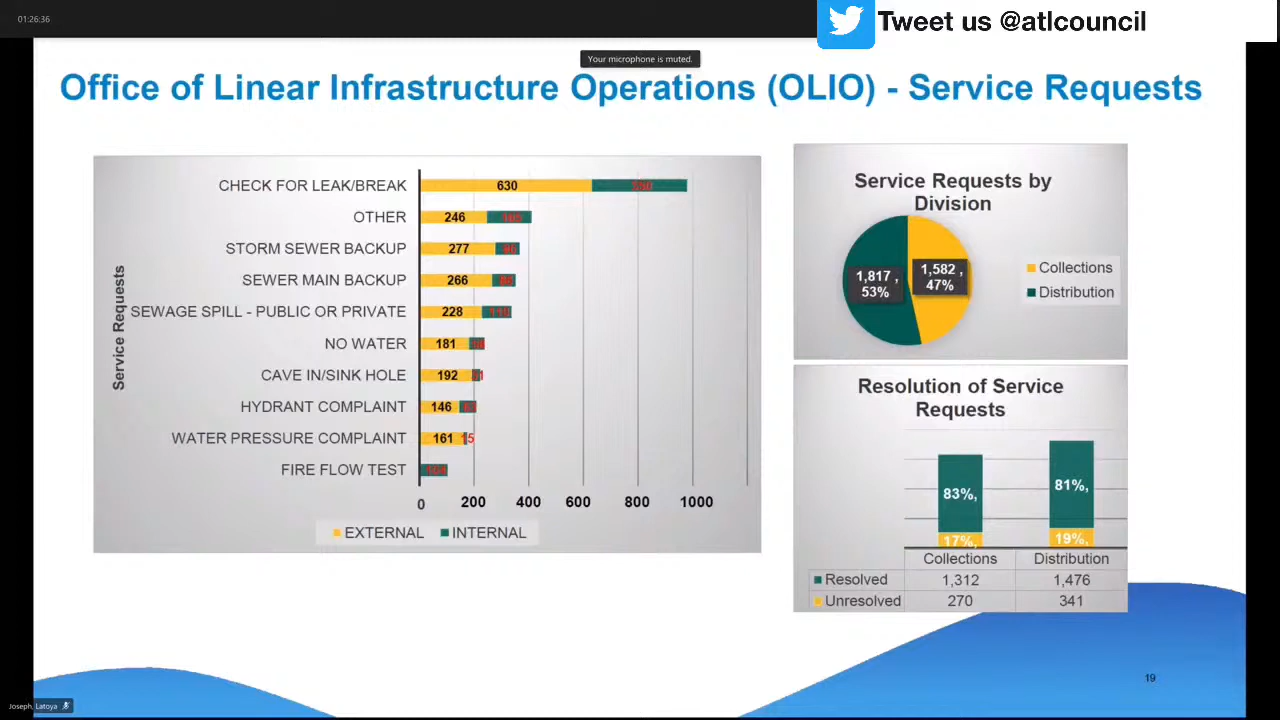 01:26:36
Tweet us @atlcouncil
Your microphone is muted.
Office of Linear Infrastructure Operations (OLIO) - Service Requests
Service Requests
CHECK FOR LEAK/BREAK 630
OTHER 246
STORM SEWER BACKUP 277
SEWER MAIN BACKUP 266
SEWAGE SPILL - PUBLIC OR PRIVATE 228
NO WATER 181
CAVE IN/SINK HOLE 192
HYDRANT COMPLAINT 146
WATER PRESSURE COMPLAINT 161 15
FIRE FLOW TEST
0 200 400 600 800 1000
EXTERNAL INTERNAL
Service Requests by
Division
1,817 ,
53%
1,582 ,
47%
Collections
Distribution
Resolution of Service
Requests
83%, 81%,
17%, 19%,
Collections Distribution
Resolved 1,312 1,476
Unresolved 270 341
19
Joseph, Latoya